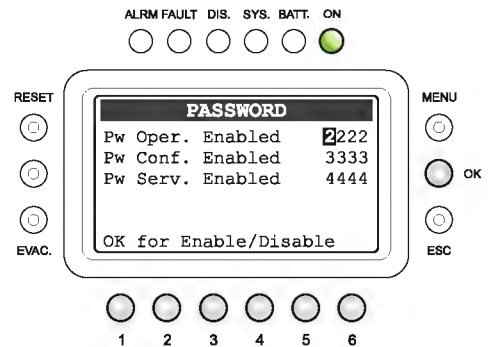 ALRM FAULT DIS. SYS. BATT. ON
RESET
MENU
PASSWORD
Pw Oper. Enabled 2222
Pw Conf. Enabled 3333
Pw Serv. Enabled 4444
OK
OK for Enable/Disable
EVAC.
ESC
1 2 3 4 5 6